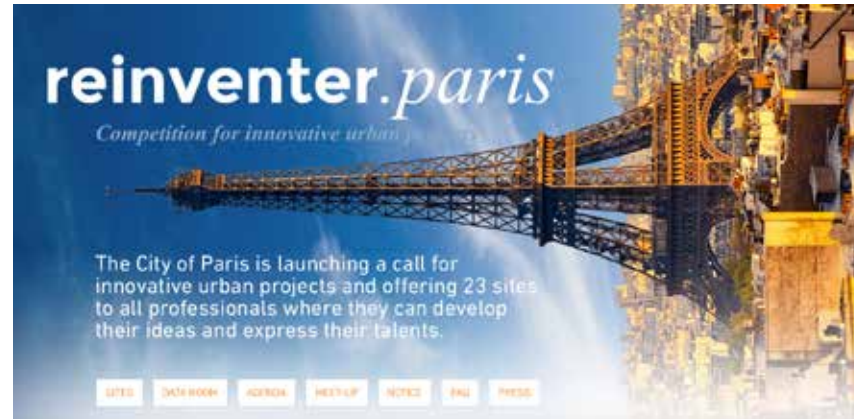 reinventer.paris
Competition for innovative urban
The City of Paris is launching a call for
innovative urban projects and offering 23 sites
to all professionals where they can develop
their ideas and express their talents.
SITES DATA ROOM AGENDA MEET-UP NOTICE FAQ PRESS